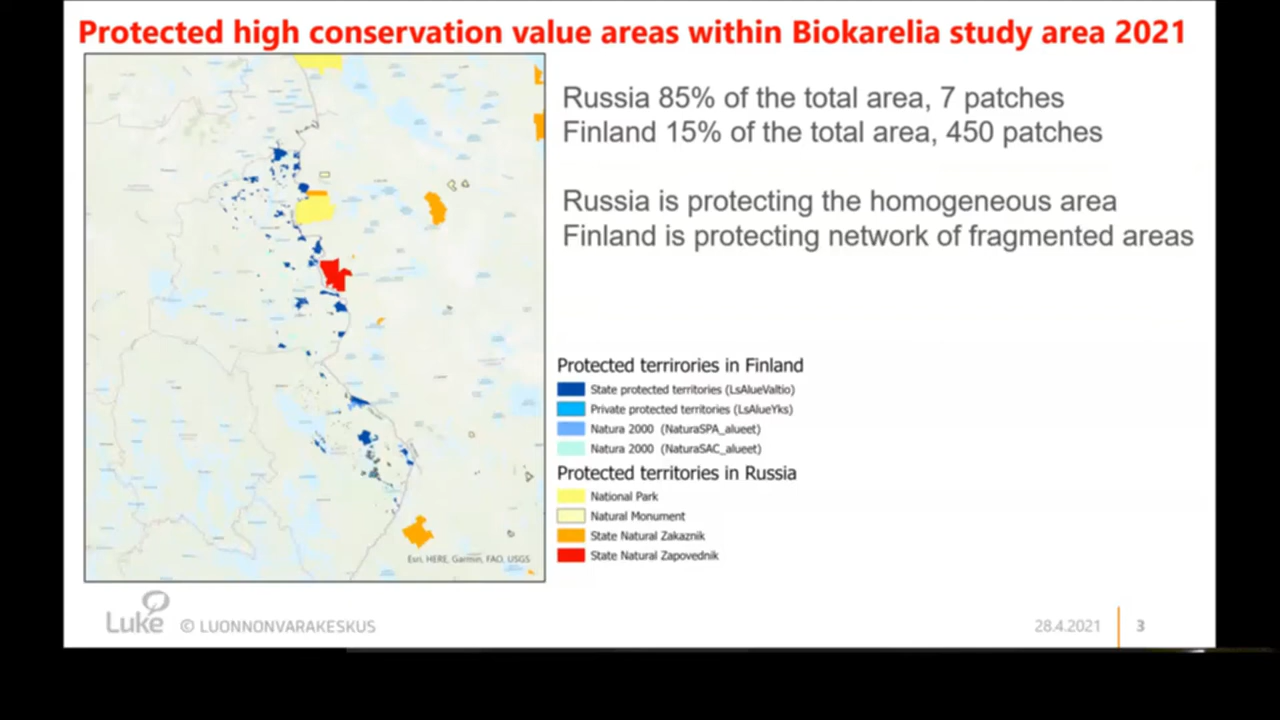 Protected high conservation value areas within Biokarelia study area 2021
Russia 85% of the total area, 7 patches
Finland 15% of the total area, 450 patches
Russia is protecting the homogeneous area
Finland is protecting network of fragmented areas
Protected terrirories in Finland
State protected territories (LsAlueValtio)
Private protected territories (LsAlueYks)
Natura 2000 (NaturaSPA_alueet)
Natura 2000 (NaturaSAC_alueet)
Protected territories in Russia
National Park
Natural Monument
State Natural Zakaznik
State Natural Zapovednik
Esri, HERE, Garmin, FAO, USGS
Luke
© LUONNONVARAKESKUS
28.4.2021
3